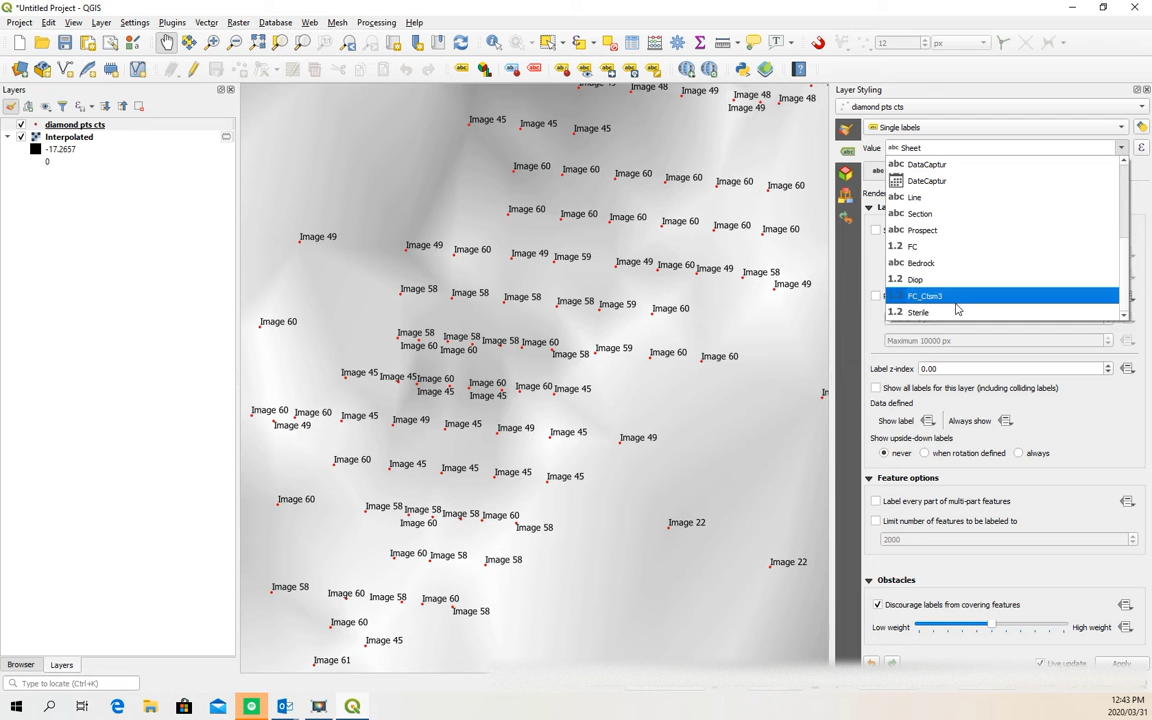 *Untitled Project - QGIS
Project Edit View Layer Settings Plugins Vector Raster Database Web Mesh Processing Help
12 px
Layers
Layer Styling
diamond pts cts
diamond pts cts
Interpolated
-17.2657
0
Single labels
Value abc Sheet
abc DataCaptur
DateCaptur
abc Line
abc Section
abc Prospect
1.2 FC
abc Bedrock
1.2 Diop
FC_Ctsm3
1.2 Sterile
Maximum 10000 px
Label z-index 0.00
Show all labels for this layer (including colliding labels)
Data defined
Show label Always show
Show upside-down labels
never when rotation defined always
Feature options
Label every part of multi-part features
Limit number of features to be labeled to
2000
Obstacles
Discourage labels from covering features
Low weight High weight
Live update Apply
Image 48 Image 49 Image 48
Image 49 Image 48
Image 45 Image 45 Image 45
Image 60 Image 60 Image 60 Image 60 Image 60 Image 60
Image 60 Image 60 Image 60 Image 60 Image 60 Image 60
Image 49 Image 49 Image 60 Image 49 Image 59 Image 49 Image 60 Image 49 Image 58 Image 49
Image 58 Image 58 Image 58 Image 58 Image 59 Image 60
Image 60 Image 58 Image 58 Image 58 Image 60
Image 60 Image 60 Image 58 Image 59 Image 60 Image 60
Image 45 Image 45 Image 60 Image 60 Image 60 Image 45
Image 45 Image 45
Image 60 Image 60 Image 45 Image 49 Image 45 Image 49 Image 45 Image 49
Image 49
Image 60 Image 45 Image 45 Image 45 Image 45
Image 60 Image 58 Image 58 Image 58 Image 60
Image 60 Image 58 Image 22
Image 60 Image 58 Image 58 Image 22
Image 58 Image 60 Image 58 Image 60 Image 58
Image 60
Image 45
Image 61
Browser Layers
Type to locate (Ctrl+K)
12:43 PM
2020/03/31